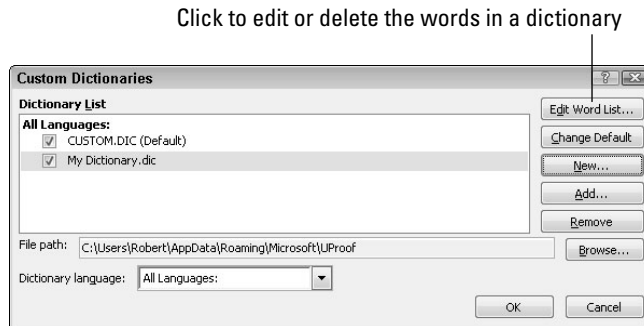 Click to edit or delete the words in a dictionary
Custom Dictionaries
Dictionary List
Edit Word List...
All Languages:
CUSTOM.DIC (Default)
Change Default
My Dictionary.dic
New...
Add...
Remove
File path: C:\Users\Robert\AppData\Roaming\Microsoft\UProof
Browse...
Dictionary language: All Languages:
OK Cancel